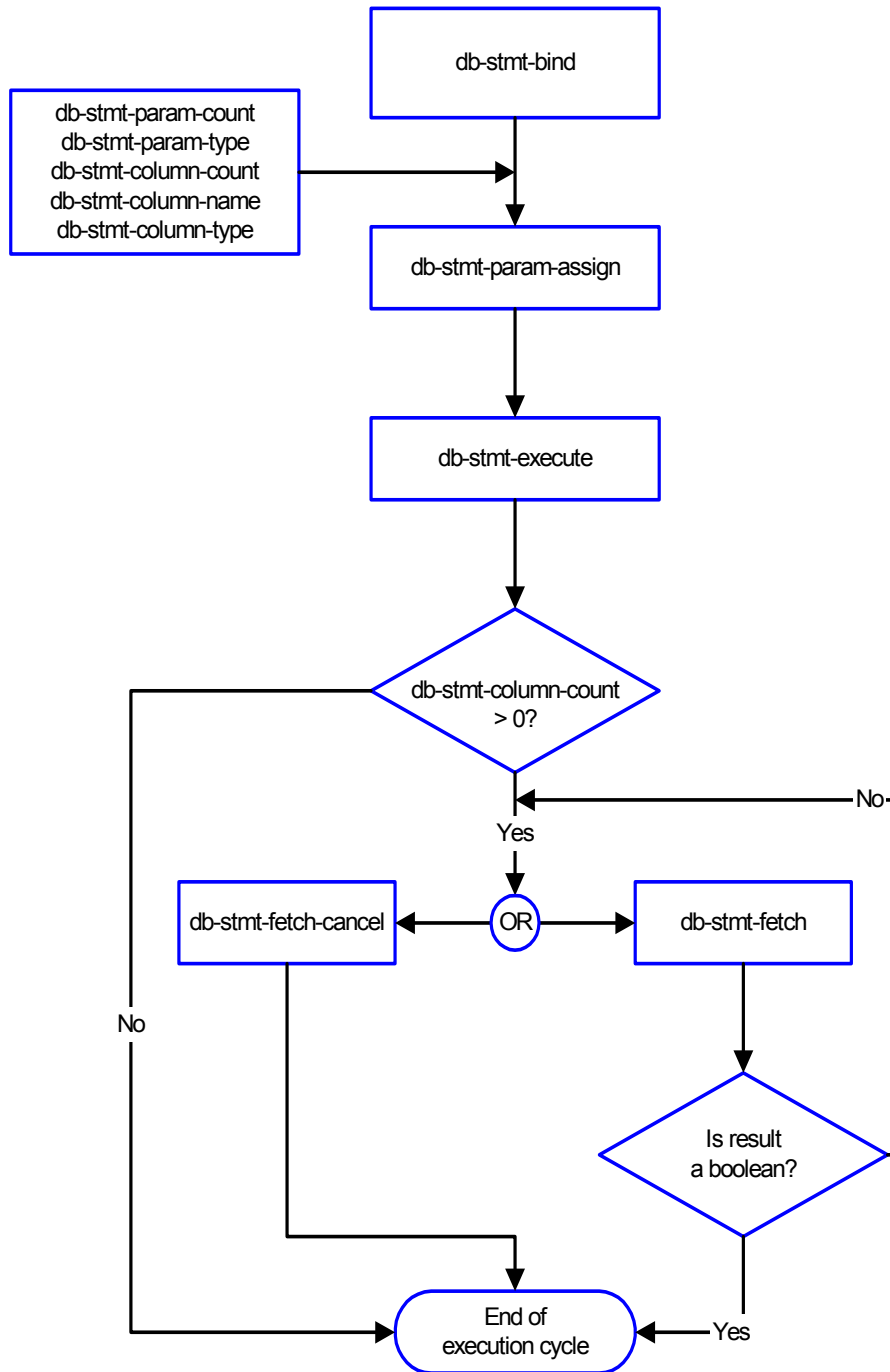 db-stmt-bind
db-stmt-param-count
db-stmt-param-type
db-stmt-column-count
db-stmt-column-name
db-stmt-column-type
db-stmt-param-assign
db-stmt-execute
db-stmt-column-count
> 0?
No
Yes
db-stmt-fetch-cancel
OR
db-stmt-fetch
No
Is result
a boolean?
End of
execution cycle
Yes